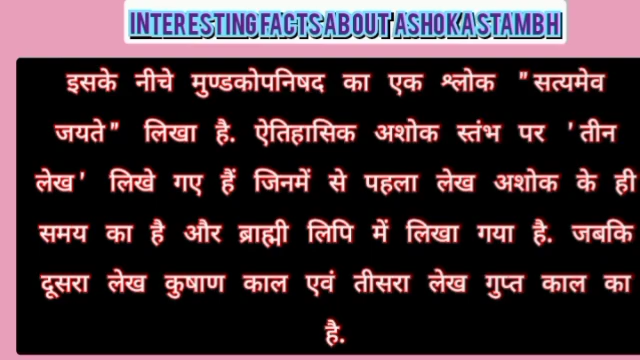 INTERESTING FACTS ABOUT ASHOKA STAMBH
इसके नीचे मुण्डकोपनिषद का एक श्लोक "सत्यमेव
जयते" लिखा है. ऐतिहासिक अशोक स्तंभ पर 'तीन
लेख' लिखे गए हैं जिनमें से पहला लेख अशोक के ही
समय का है और ब्राह्मी लिपि में लिखा गया है. जबकि
दूसरा लेख कुषाण काल एवं तीसरा लेख गुप्त काल का
है.